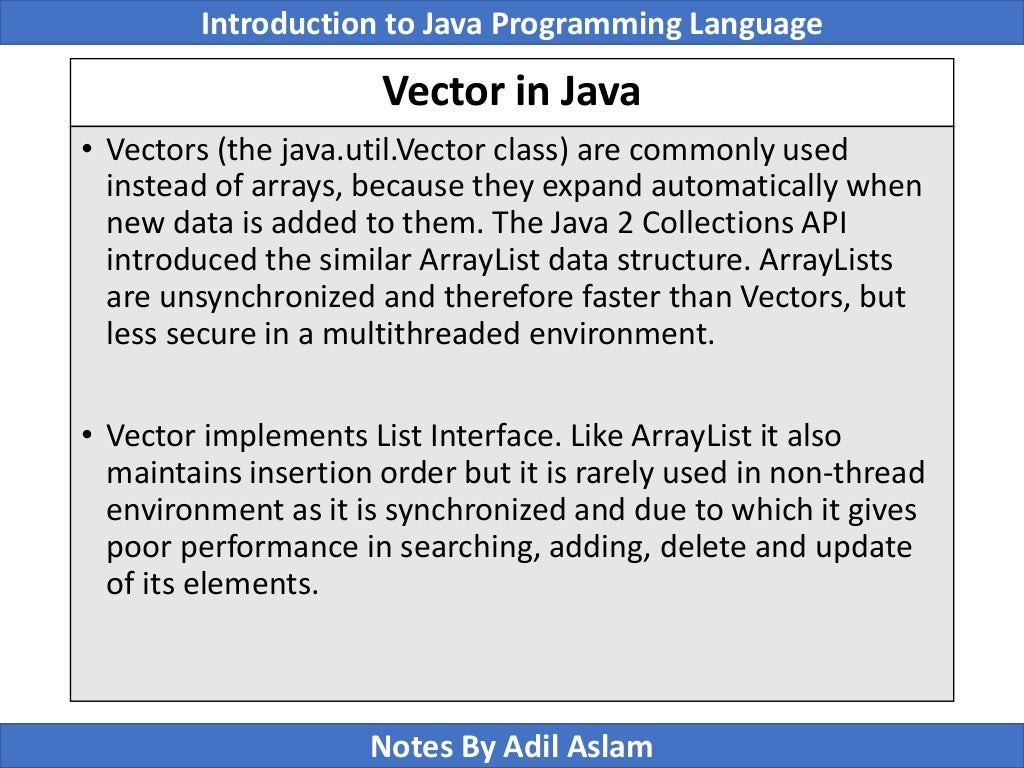 Introduction to Java Programming Language
Vector in Java
• Vectors (the java.util.Vector class) are commonly used
instead of arrays, because they expand automatically when
new data is added to them. The Java 2 Collections API
introduced the similar ArrayList data structure. ArrayLists
are unsynchronized and therefore faster than Vectors, but
less secure in a multithreaded environment.
• Vector implements List Interface. Like ArrayList it also
maintains insertion order but it is rarely used in non-thread
environment as it is synchronized and due to which it gives
poor performance in searching, adding, delete and update
of its elements.
Notes By Adil Aslam